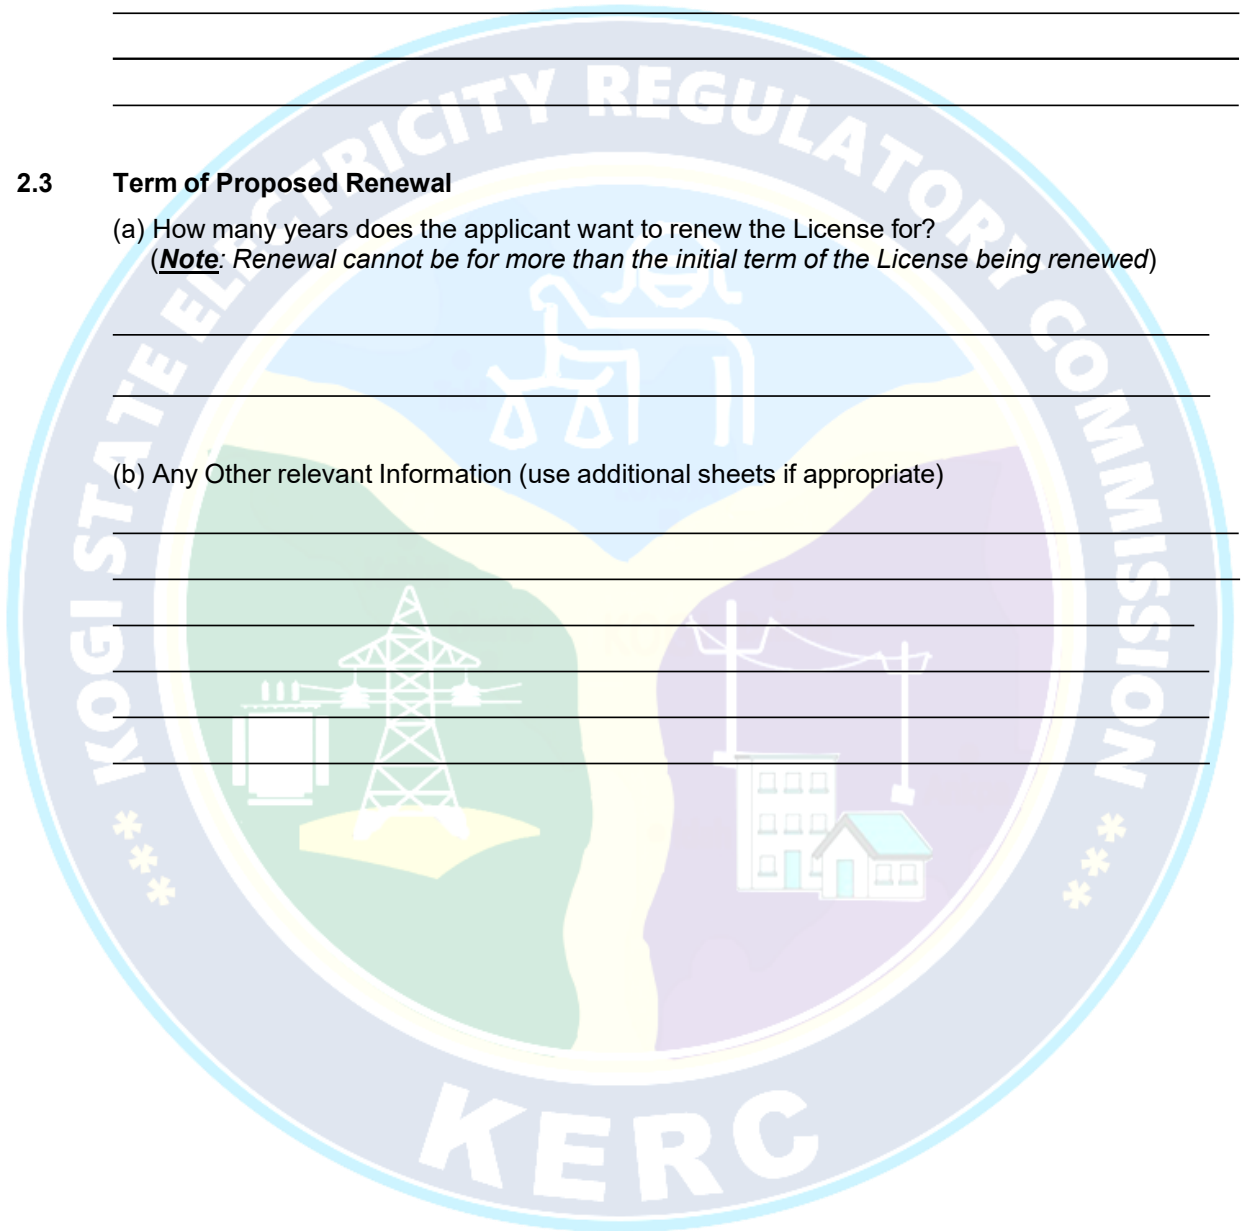 2.3 Term of Proposed Renewal
(a) How many years does the applicant want to renew the License for?
(Note: Renewal cannot be for more than the initial term of the License being renewed)
(b) Any Other relevant Information (use additional sheets if appropriate)
KOGI STATE ELECTRICITY REGULATORY COMMISSION
KERC